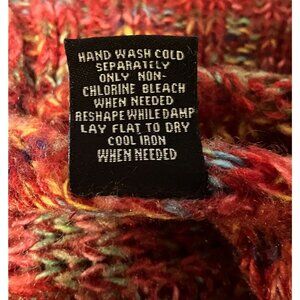 HAND WASH COLD
SEPARATELY
ONLY NON-
CHLORINE BLEACH
WHEN NEEDED
RESHAPE WHILE DAMP
LAY FLAT TO DRY
COOL IRON
WHEN NEEDED